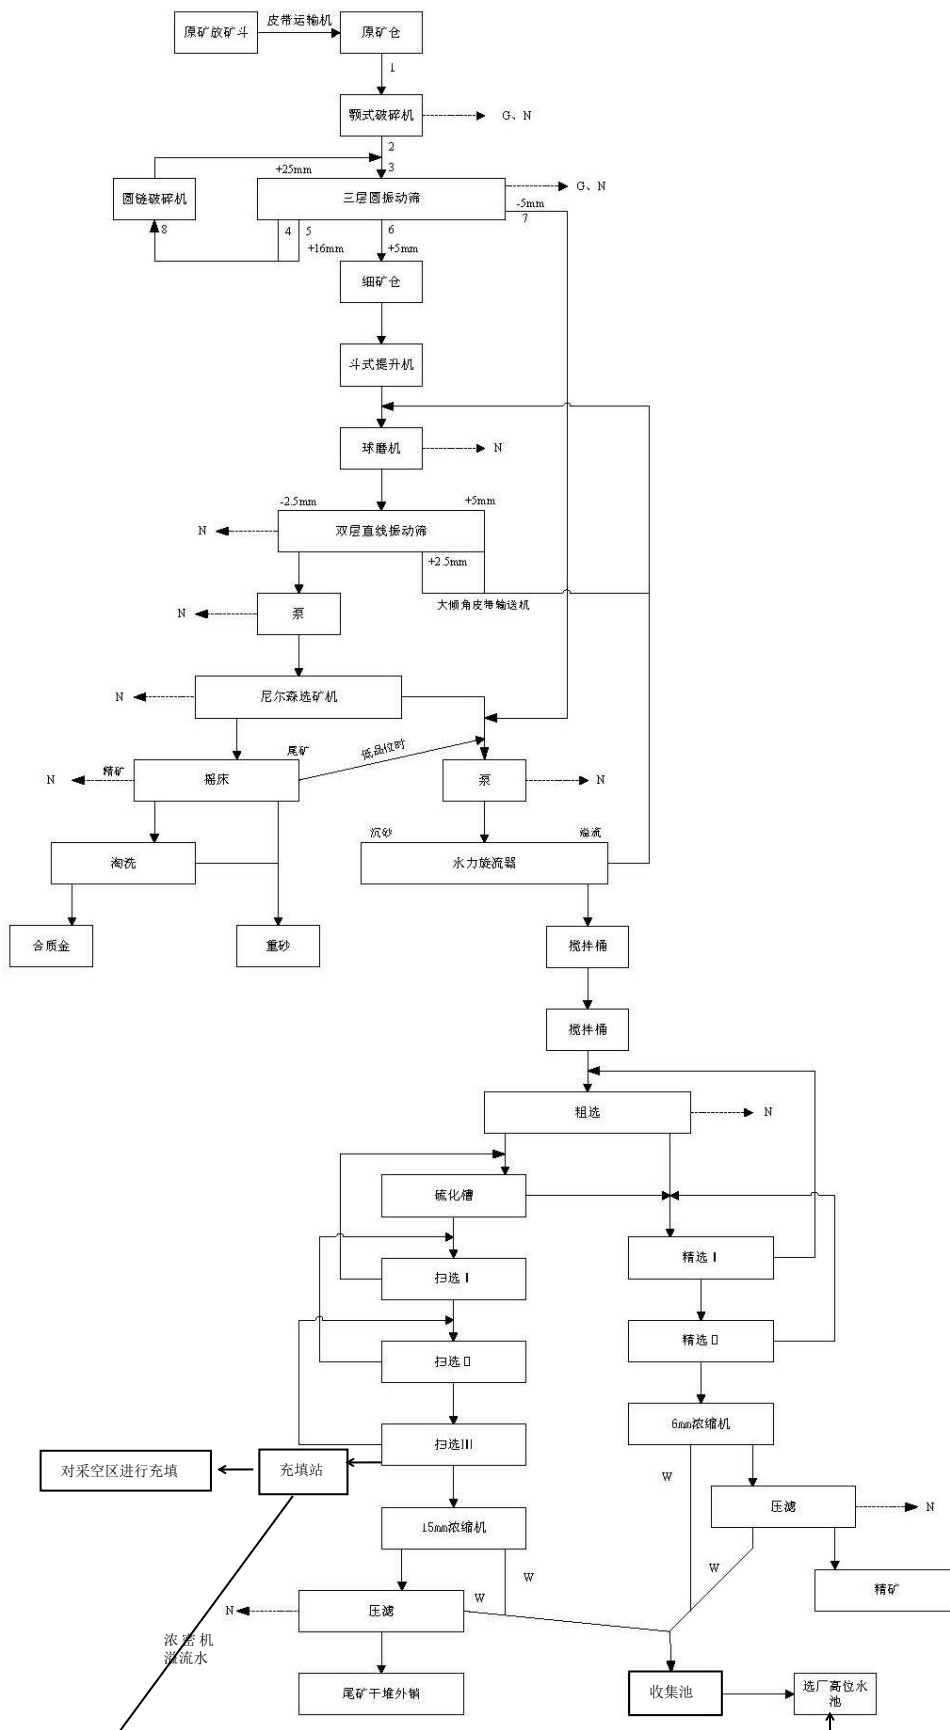 皮带运输机
原矿放矿斗
原矿仓
1
颚式破碎机
G、N
2
3
+25mm
圆锥破碎机
三层圆振动筛
G、N
-5mm
7
8
4
5
6
+16mm
+5mm
细矿仓
斗式提升机
球磨机
N
-2.5mm
+5mm
N
双层直线振动筛
+2.5mm
大倾角皮带输送机
N
泵
N
尼尔森选矿机
尾矿
低品位时
N
精矿
摇床
泵
N
沉砂
溢流
淘洗
水力旋流器
合质金
重砂
搅拌桶
搅拌桶
粗选
N
硫化槽
扫选Ⅰ
精选Ⅰ
扫选
精选
6mm浓缩机
扫选III
对采空区进行充填
充填站
W
压滤
N
15mm浓缩机
W
W
精矿
W
N
压滤
浓密机
溢流水
尾矿干堆外销
收集池
选厂高位水
池